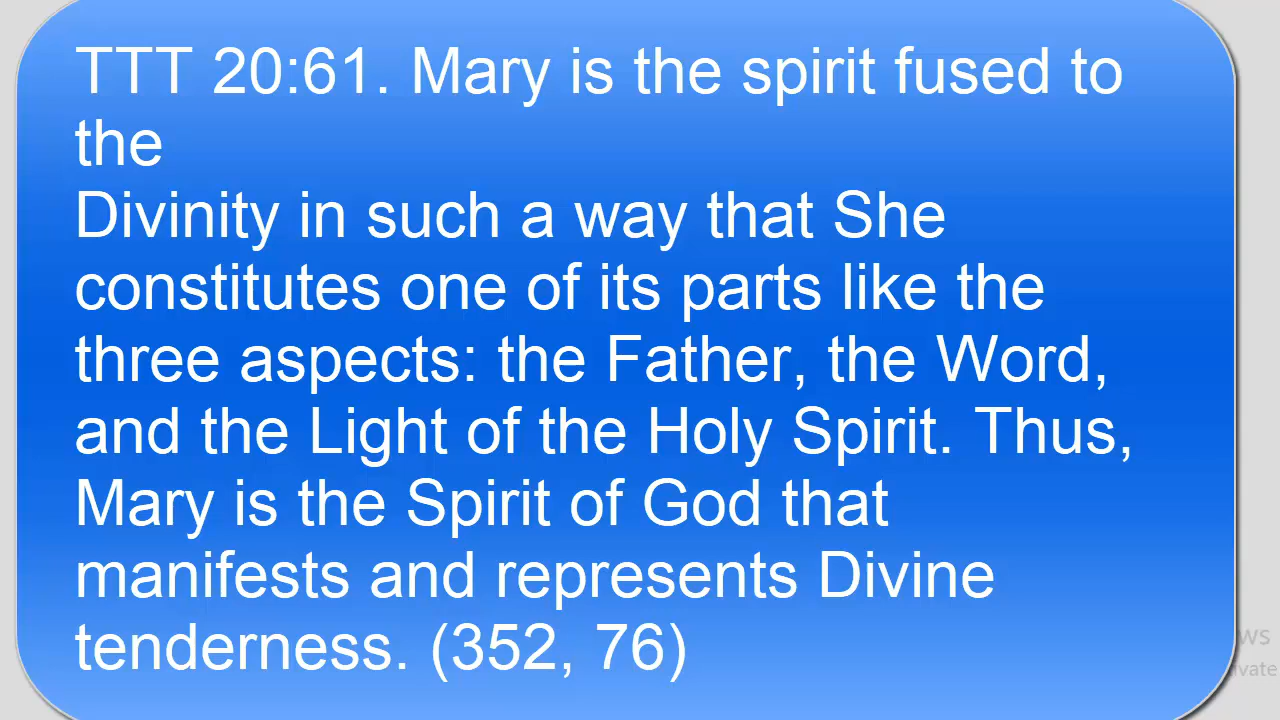 TTT 20:61. Mary is the spirit fused to
the
Divinity in such a way that She
constitutes one of its parts like the
three aspects: the Father, the Word,
and the Light of the Holy Spirit. Thus,
Mary is the Spirit of God that
manifests and represents Divine
tenderness. (352, 76)
ws
ivate